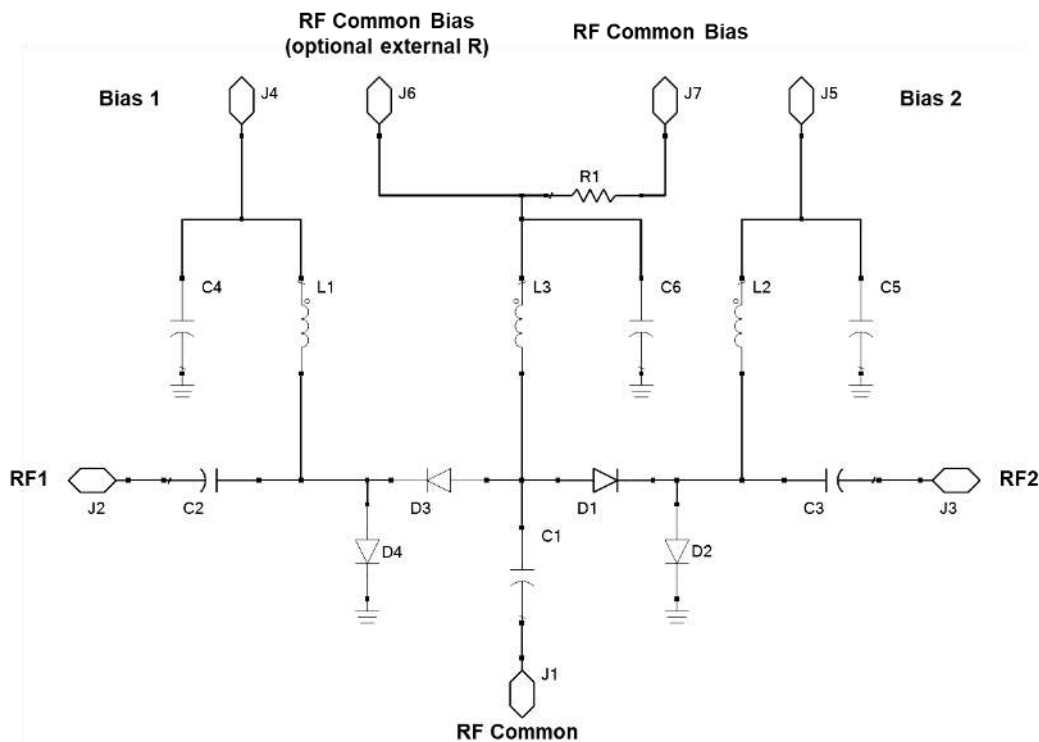 RF Common Bias
(optional external R)
RF Common Bias
Bias 1
J4
J6
J7
J5
Bias 2
R1
C4
L1
L3
C6
L2
C5
RF1
J2
C2
D3
D1
C3
J3
RF2
D4
C1
D2
J1
RF Common